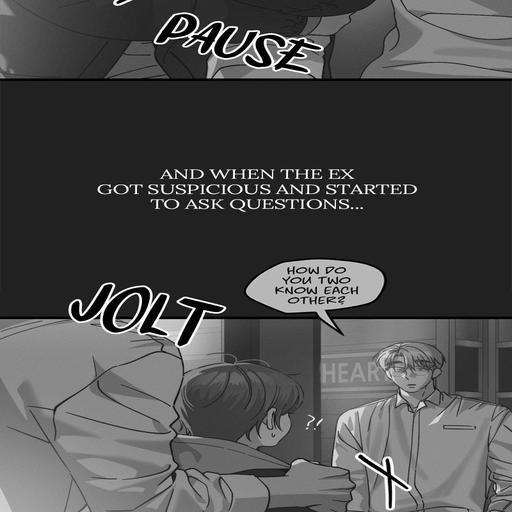 PAUSE
AND WHEN THE EX
GOT SUSPICIOUS AND STARTED
TO ASK QUESTIONS...
HOW DO
YOU TWO
KNOW EACH
OTHER?
JOLT
HEAR
?!
X